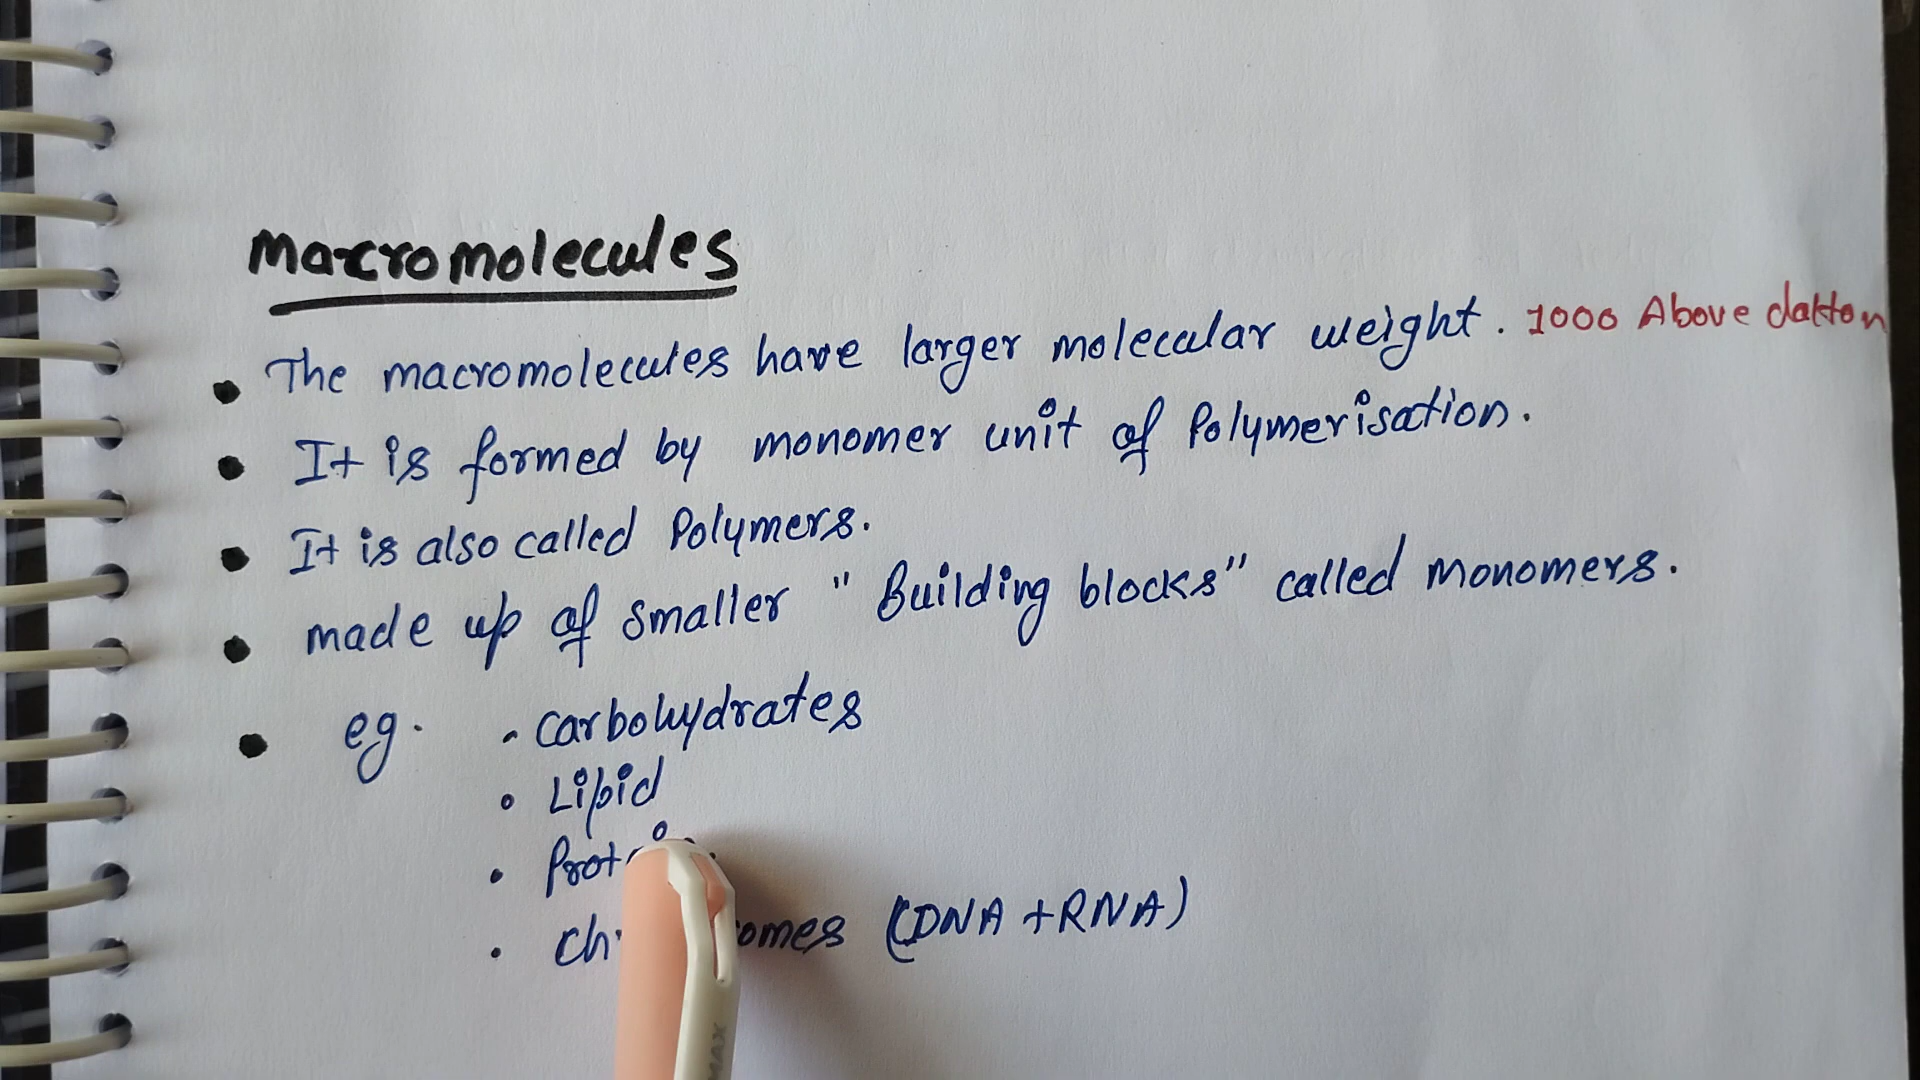 Macromolecules
• The macromolecules have larger molecular weight. 1000 Above dalton
• It is formed by monomer unit of Polymerisation.
• It is also called Polymers.
• made up of smaller "Building blocks" called monomers.
• eg. • Carbohydrates
• Lipid
• 
• (DNA + RNA)
MAX